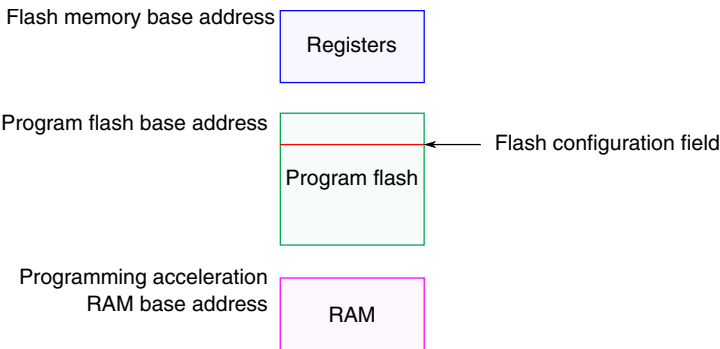 Flash memory base address
Registers
Program flash base address
Flash configuration field
Program flash
Programming acceleration
RAM base address
RAM